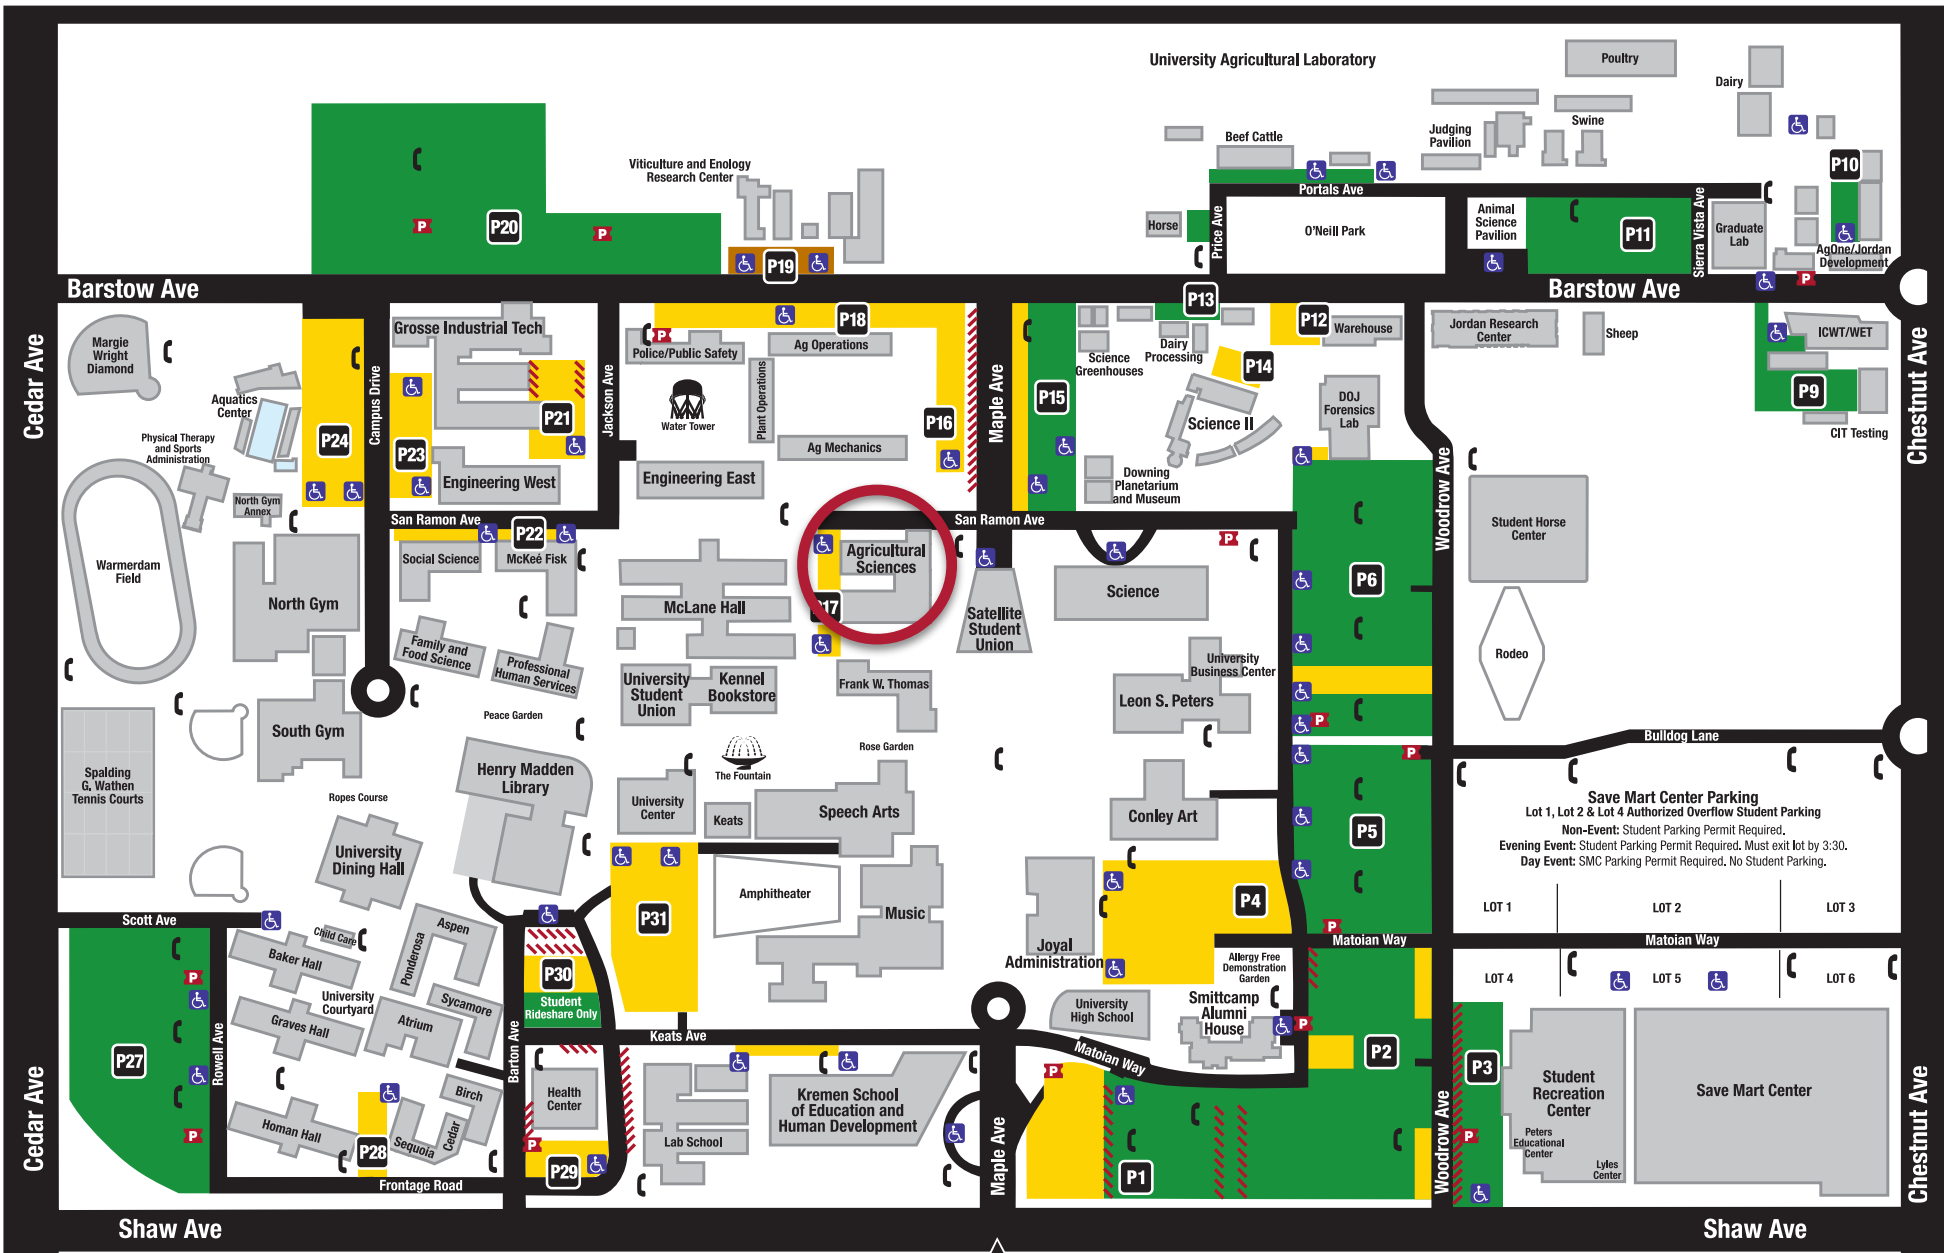 University Agricultural Laboratory
Poultry
Dairy
Swine
Judging
Pavilion
Beef Cattle
P10
Viticulture and Enology
Research Center
Portals Ave
P20
Horse
Price Ave
O'Neill Park
Animal
Science
Pavilion
P11
Sierra Vista Ave
Graduate
Lab
AgOne/Jordan
Development
P19
Barstow Ave
Barstow Ave
P13
Cedar Ave
Margie
Wright
Diamond
Grosse Industrial Tech
P18
Ag Operations
Police/Public Safety
P12
Warehouse
Jordan Research
Center
Sheep
ICWT/WET
Chestnut Ave
Science
Greenhouses
Dairy
Processing
P14
Campus Drive
Jackson Ave
Maple Ave
Plant Operations
Water Tower
P15
DOJ
Forensics
Lab
P9
Aquatics
Center
P21
P16
Science II
CIT Testing
P24
P23
Physical Therapy
and Sports
Administration
Ag Mechanics
Engineering West
Engineering East
Downing
Planetarium
and Museum
Woodrow Ave
North Gym
Annex
San Ramon Ave
P22
San Ramon Ave
Student Horse
Center
Social Science
McKee Fisk
Agricultural
Sciences
Warmerdam
Field
North Gym
McLane Hall
P17
Satellite
Student
Union
Science
P6
Family and
Food Science
Professional
Human Services
Rodeo
University
Student
Union
Kennel
Bookstore
Frank W. Thomas
University
Business Center
Leon S. Peters
South Gym
Peace Garden
Bulldog Lane
Rose Garden
Spalding
G. Wathen
Tennis Courts
Henry Madden
Library
The Fountain
Ropes Course
University
Center
Keats
Speech Arts
Conley Art
P5
Save Mart Center Parking
Lot 1, Lot 2 & Lot 4 Authorized Overflow Student Parking
Non-Event: Student Parking Permit Required.
Evening Event: Student Parking Permit Required. Must exit lot by 3:30.
Day Event: SMC Parking Permit Required. No Student Parking.
University
Dining Hall
Amphitheater
P31
P4
Music
LOT 1
LOT 2
LOT 3
Scott Ave
Child Care
Aspen
Ponderosa
Baker Hall
Joyal
Administration
Matoian Way
Matoian Way
Allergy Free
Demonstration
Garden
P30
Student
Rideshare Only
LOT 4
LOT 5
LOT 6
University
Courtyard
Sycamore
Graves Hall
Atrium
University
High School
Smittcamp
Alumni
House
Keats Ave
Matoian Way
P27
Rowell Ave
Barton Ave
P2
P3
Cedar Ave
Birch
Health
Center
Kremen School
of Education and
Human Development
Student
Recreation
Center
Save Mart Center
Chestnut Ave
Homan Hall
P28
Sequoia
Cedar
Lab School
Maple Ave
Woodrow Ave
Peters
Educational
Center
Lyles
Center
P29
P1
Frontage Road
Shaw Ave
Shaw Ave